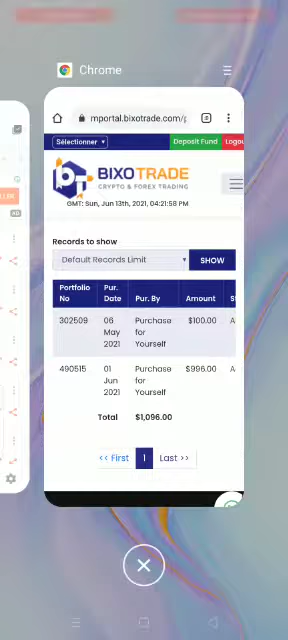 Chrome
mportal.bixotrade.com/p
Sélectionner
Deposit Fund
Logou
BIXOTRADE
CRYPTO & FOREX TRADING
GMT: Sun, Jun 13th, 2021, 04:21:58 PM
Records to show
Default Records Limit
SHOW
Portfolio No Pur. Date Pur. By Amount S
302509 06 May 2021 Purchase for Yourself $100.00 A
490515 01 Jun 2021 Purchase for Yourself $996.00 A
Total $1,096.00
<< First 1 Last >>